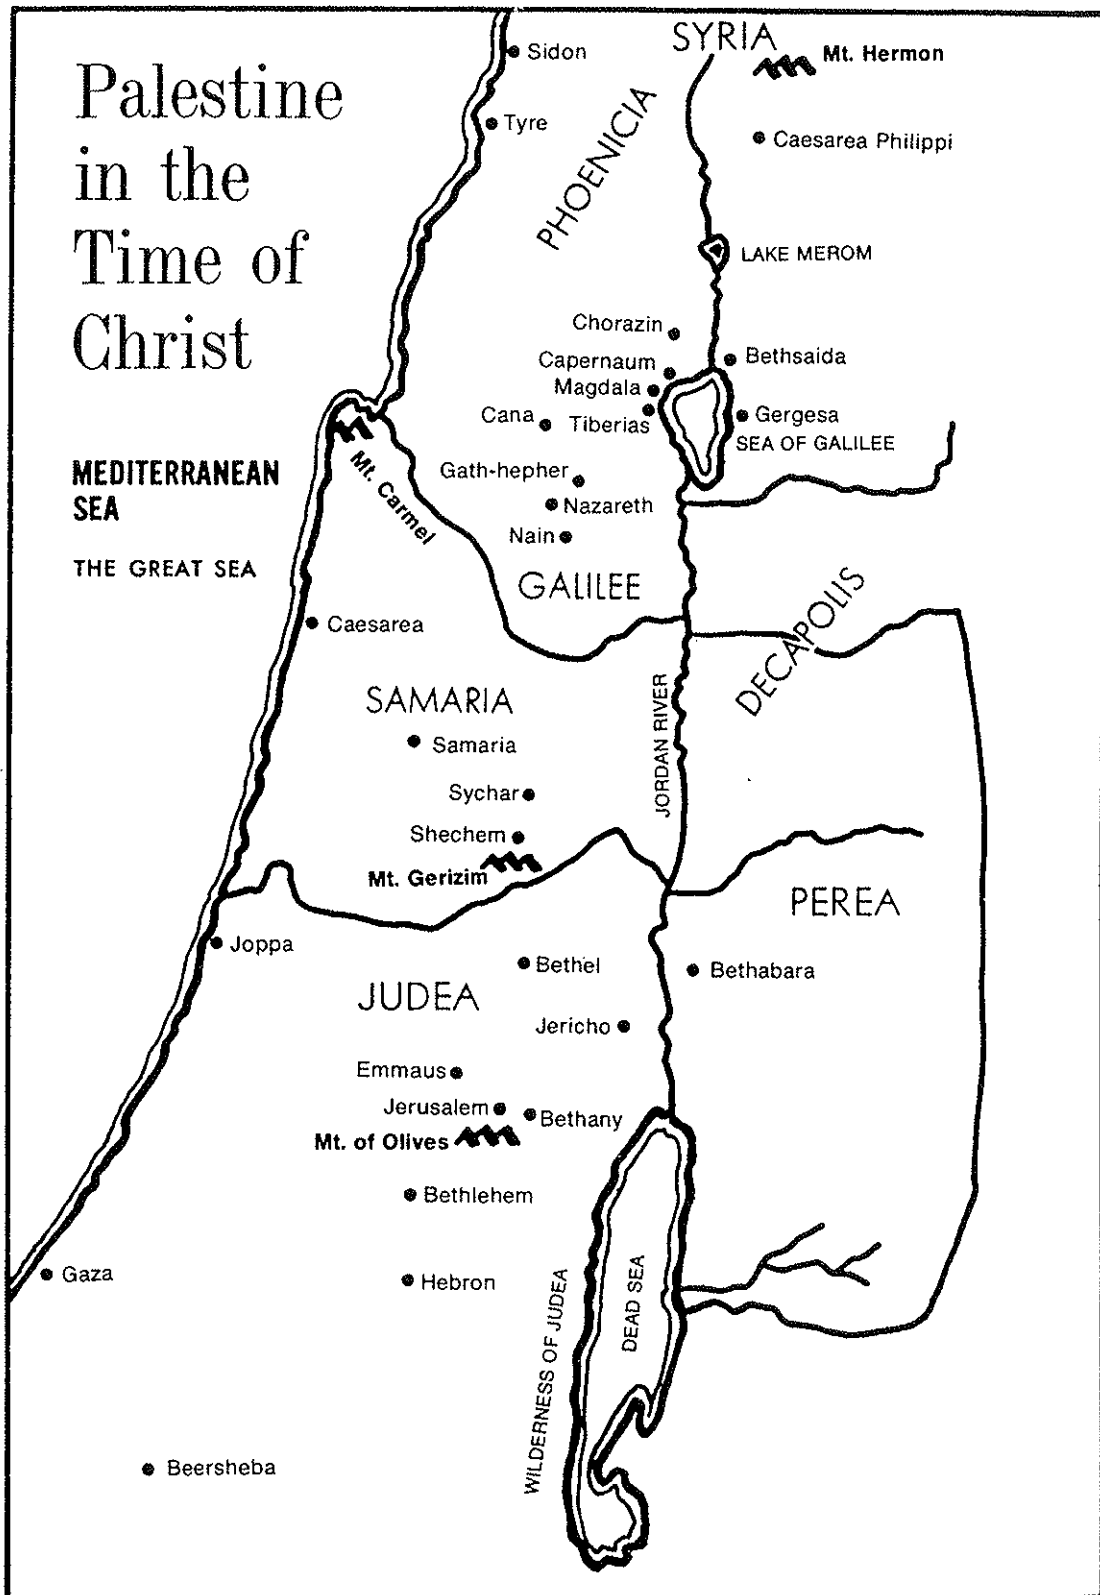 Palestine
in the
Time of
Christ
SYRIA
Mt. Hermon
Sidon
Tyre
PHOENICIA
Caesarea Philippi
LAKE MEROM
Chorazin
Capernaum
Bethsaida
Magdala
Cana
Tiberias
Gergesa
SEA OF GALILEE
MEDITERRANEAN
SEA
THE GREAT SEA
Mt. Carmel
Gath-hepher
Nazareth
Nain
GALILEE
DECAPOLIS
Caesarea
SAMARIA
JORDAN RIVER
Samaria
Sychar
Shechem
Mt. Gerizim
PEREA
Joppa
Bethel
Bethabara
JUDEA
Jericho
Emmaus
Jerusalem
Bethany
Mt. of Olives
Bethlehem
Gaza
Hebron
WILDERNESS OF JUDEA
DEAD SEA
Beersheba